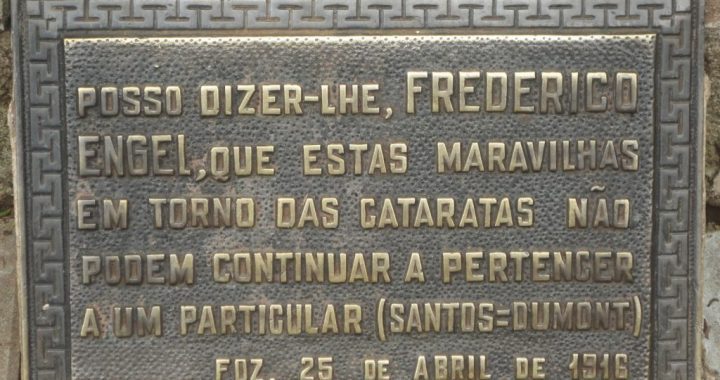 POSSO DIZER-LHE, FREDERICO
ENGEL, QUE ESTAS MARAVILHAS
EM TORNO DAS CATARATAS NÃO
PODEM CONTINUAR A PERTENCER
A UM PARTICULAR (SANTOS=DUMONT)
FOZ, 25 DE ABRIL DE 1916